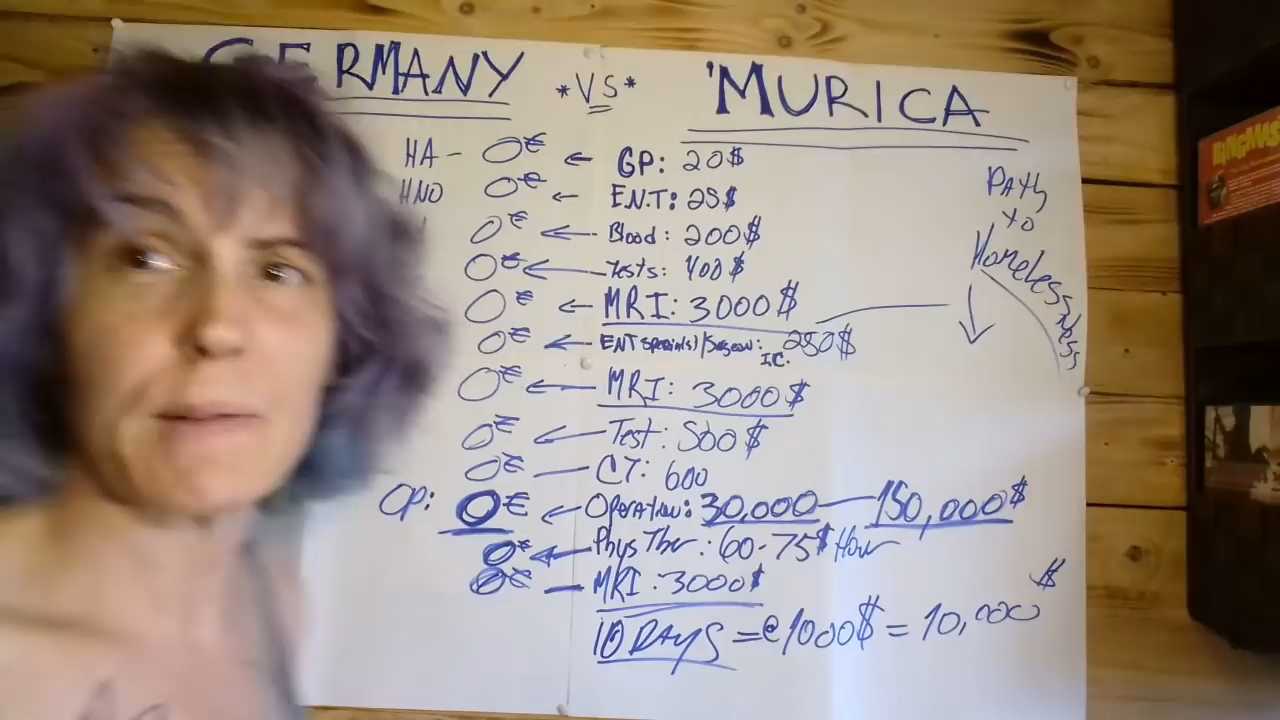 GERMANY *VS* 'MURICA
HA - 0€ ← GP: 20$
HNO 0€ ← E.N.T: 25$
0€ ← Blood: 200$
0€ ← Tests: 400$
0€ ← MRI: 3000$
0€ ← ENT Specialist/Surgeon: 250$
0€ ← MRI: 3000$
0€ ← Test: 500$
0€ — CT: 600
OP: 0€ ← Operation: 30,000 — 150,000$
0€ ← Phys Ther: 60-75$ Hour
0€ — MRI: 3000$
10 DAYS = @1000$ = 10,000$
Path
to
Homelessness